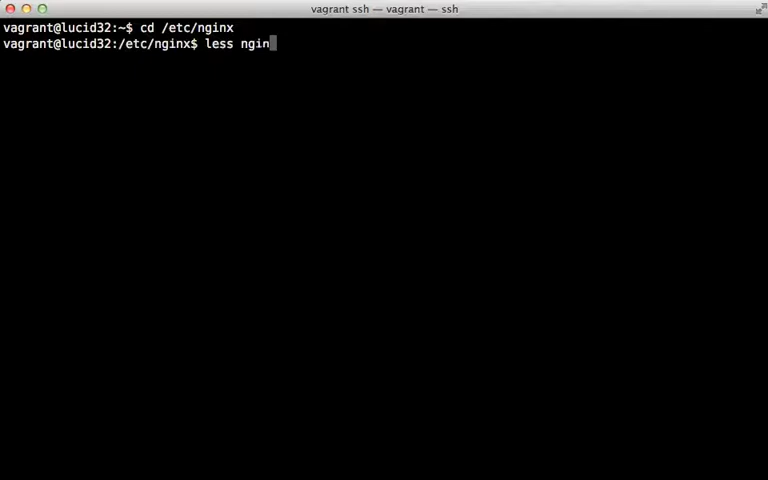 vagrant ssh — vagrant — ssh
vagrant@lucid32:~$ cd /etc/nginx
vagrant@lucid32:/etc/nginx$ less ngin